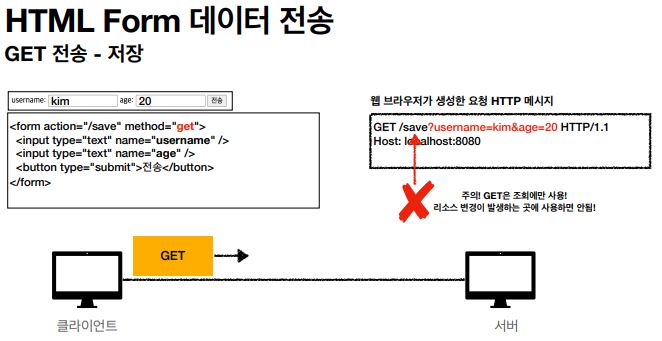 HTML Form 데이터 전송
GET 전송 - 저장
username: kim age: 20 전송
<form action="/save" method="get">
<input type="text" name="username" />
<input type="text" name="age" />
<button type="submit">전송</button>
</form>
웹 브라우저가 생성한 요청 HTTP 메시지
GET /save?username=kim&age=20 HTTP/1.1
Host: localhost:8080
주의! GET은 조회에만 사용!
리소스 변경이 발생하는 곳에 사용하면 안됨!
GET
클라이언트
서버